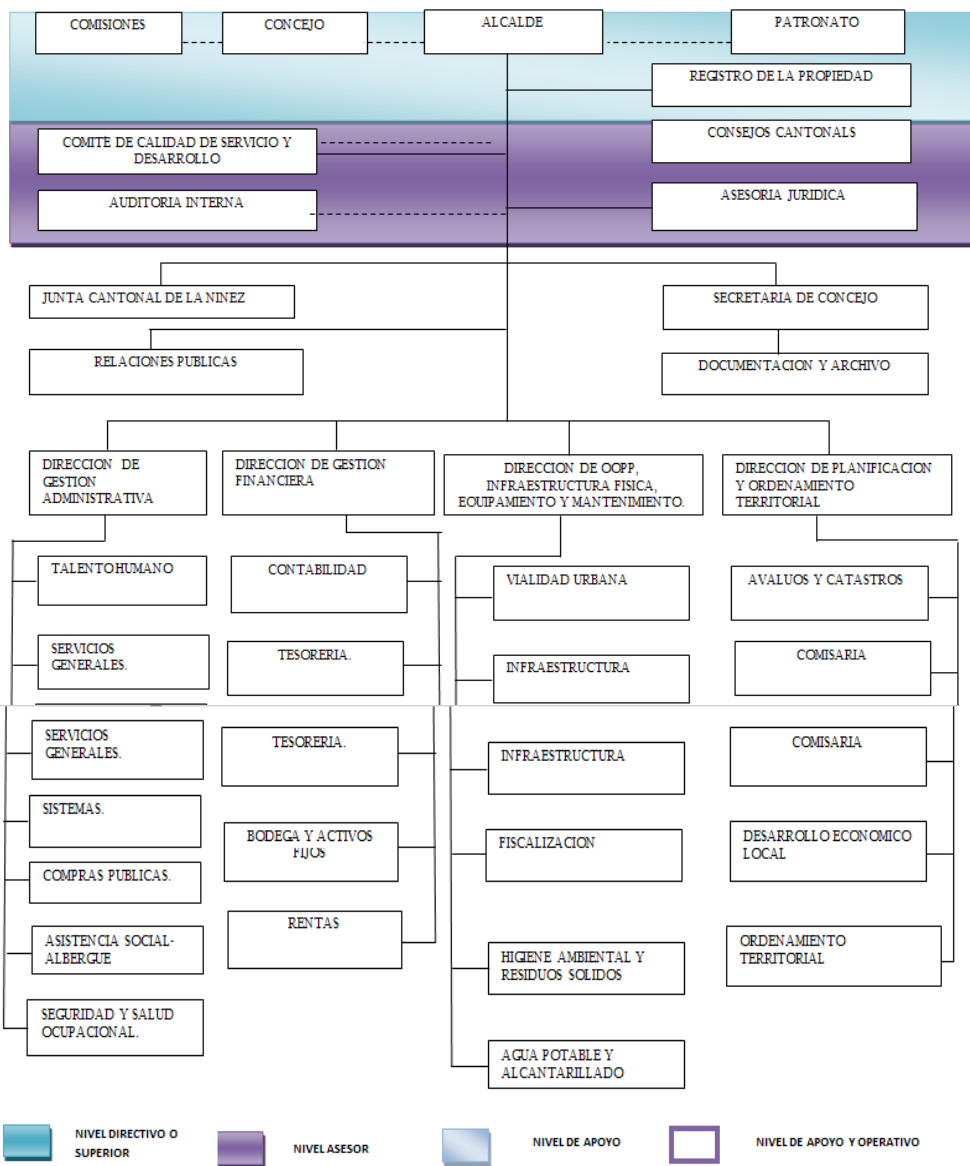 COMISIONES
CONCEJO
ALCALDE
PATRONATO
REGISTRO DE LA PROPIEDAD
COMITÉ DE CALIDAD DE SERVICIO Y
DESARROLLO
CONSEJOS CANTONALS
AUDITORIA INTERNA
ASESORIA JURIDICA
JUNTA CANTONAL DE LA NINEZ
SECRETARIA DE CONCEJO
RELACIONES PUBLICAS
DOCUMENTACION Y ARCHIVO
DIRECCION DE
GESTION
ADMINISTRATIVA
DIRECCION DE GESTION
FINANCIERA
DIRECCION DE OOPP,
INFRAESTRUCTURA FISICA,
EQUIPAMIENTO Y MANTENIMIENTO.
DIRECCION DE PLANIFICACION
Y ORDENAMIENTO
TERRITORIAL
TALENTO HUMANO
CONTABILIDAD
VIALIDAD URBANA
AVALUOS Y CATASTROS
SERVICIOS
GENERALES.
TESORERIA.
INFRAESTRUCTURA
COMISARIA
SERVICIOS
GENERALES.
TESORERIA.
INFRAESTRUCTURA
COMISARIA
SISTEMAS.
BODEGA Y ACTIVOS
FIJOS
FISCALIZACION
DESARROLLO ECONOMICO
LOCAL
COMPRAS PUBLICAS.
RENTAS
ASISTENCIA SOCIAL-
ALBERGUE
HIGIENE AMBIENTAL Y
RESIDUOS SOLIDOS
ORDENAMIENTO
TERRITORIAL
SEGURIDAD Y SALUD
OCUPACIONAL.
AGUA POTABLE Y
ALCANTARILLADO
NIVEL DIRECTIVO O
SUPERIOR
NIVEL ASESOR
NIVEL DE APOYO
NIVEL DE APOYO Y OPERATIVO